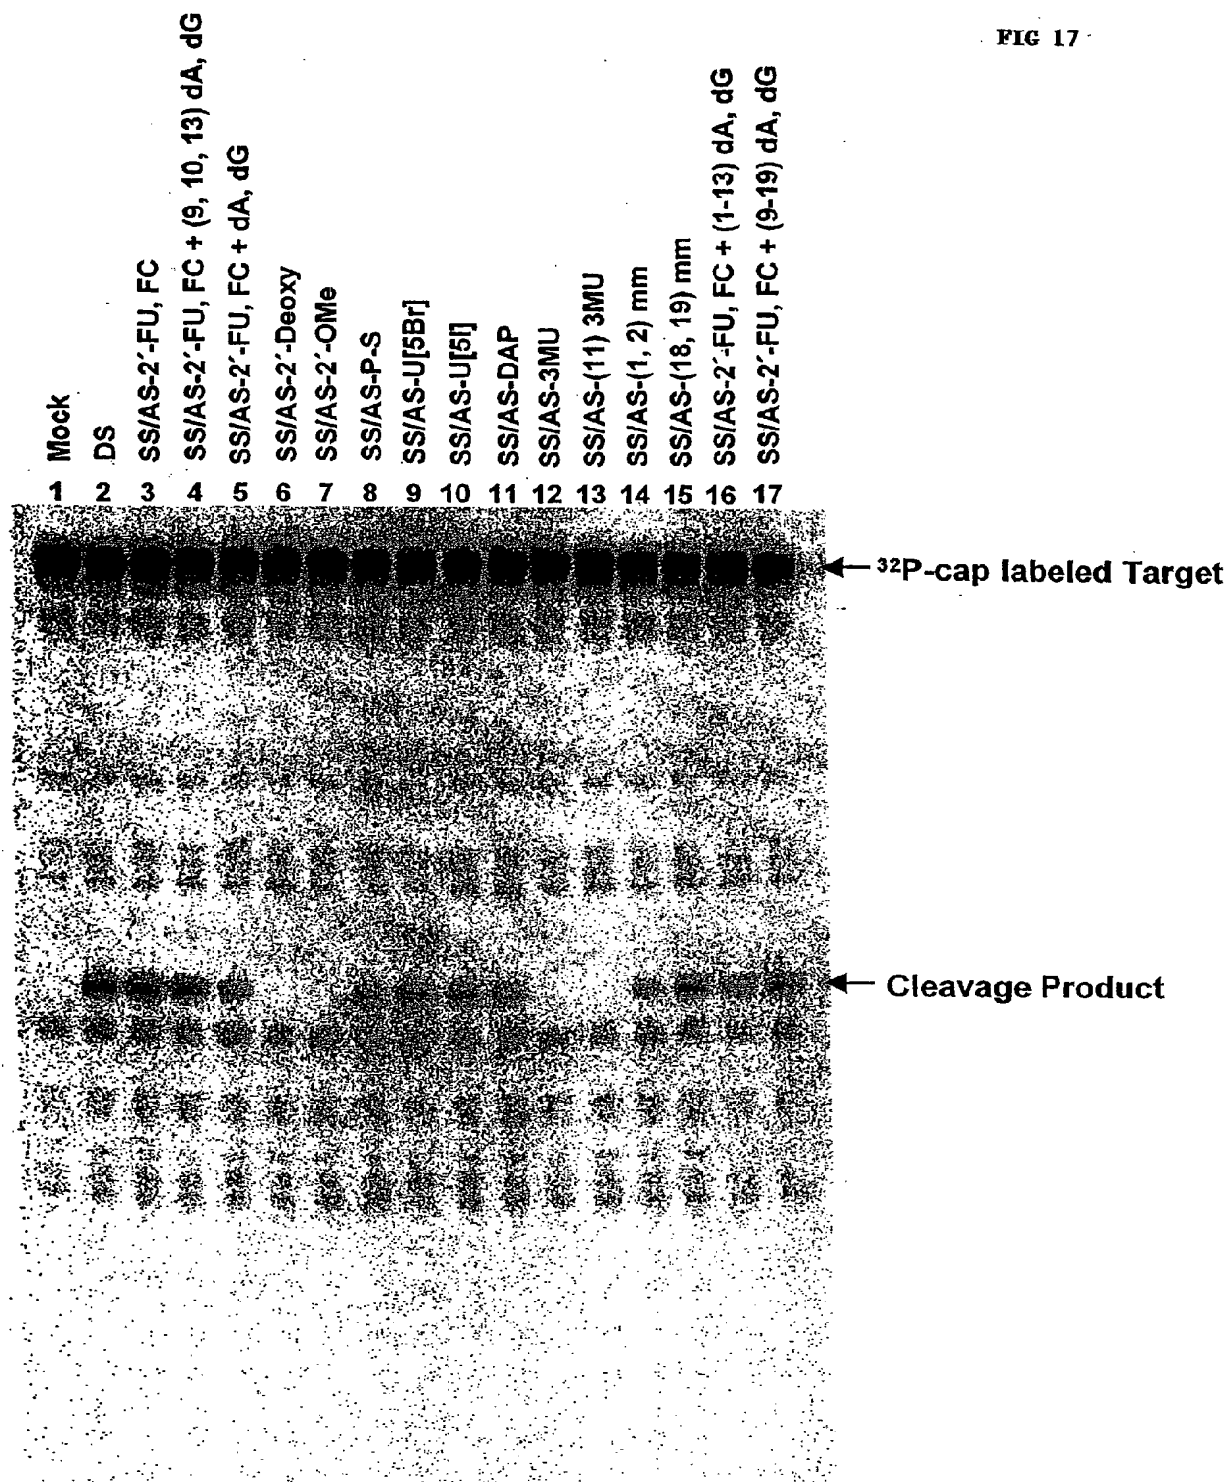 FIG 17
Mock
DS
SS/AS-2´-FU, FC
SS/AS-2´-FU, FC + (9, 10, 13) dA, dG
SS/AS-2´-FU, FC + dA, dG
SS/AS-2´-Deoxy
SS/AS-2´-OMe
SS/AS-P-S
SS/AS-U[5Br]
SS/AS-U[5I]
SS/AS-DAP
SS/AS-3MU
SS/AS-(11) 3MU
SS/AS-(1, 2) mm
SS/AS-(18, 19) mm
SS/AS-2´-FU, FC + (1-13) dA, dG
SS/AS-2´-FU, FC + (9-19) dA, dG
1 2 3 4 5 6 7 8 9 10 11 12 13 14 15 16 17
³²P-cap labeled Target
Cleavage Product